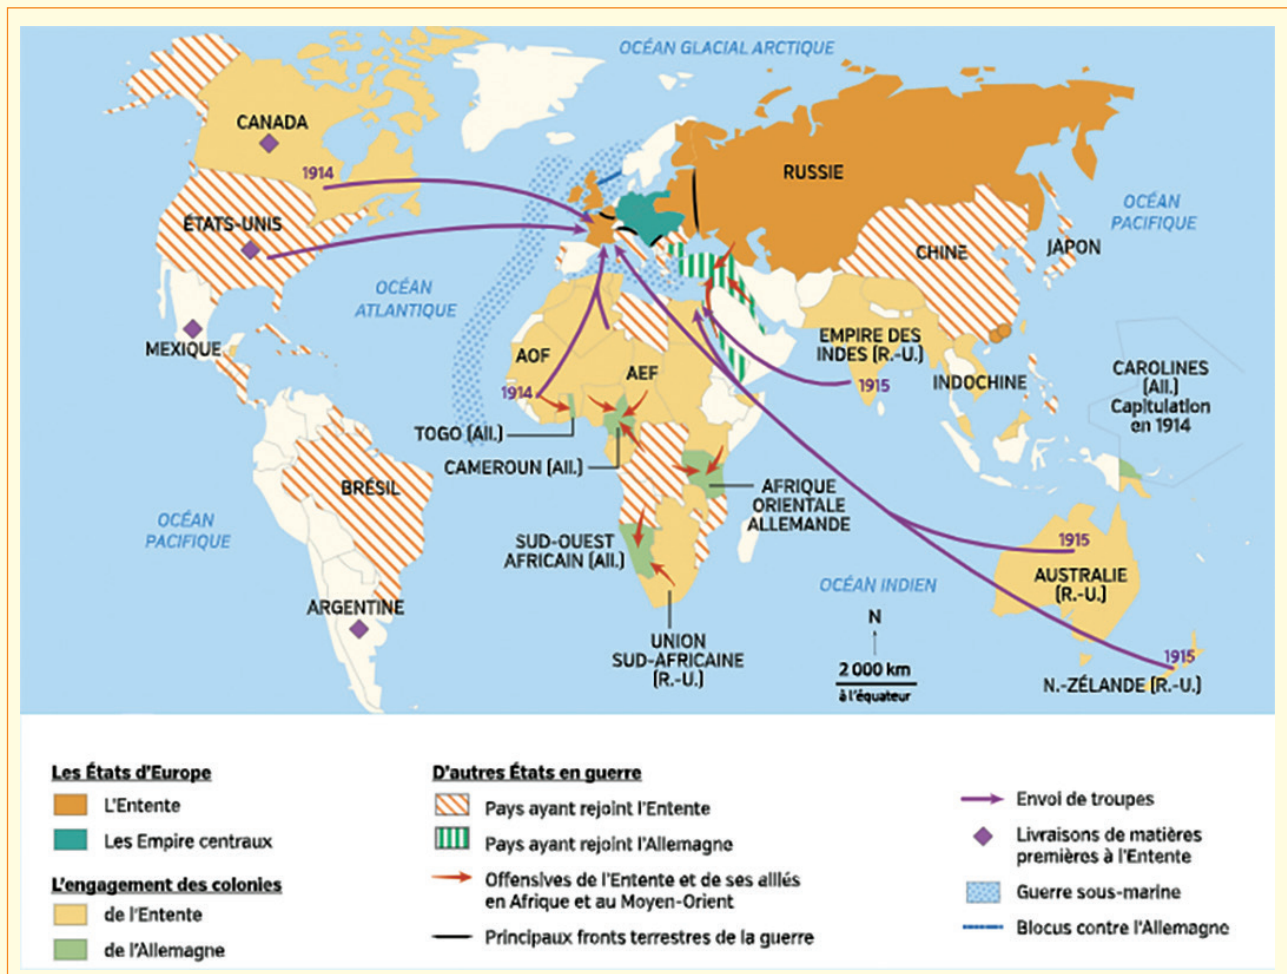 OCÉAN GLACIAL ARCTIQUE
CANADA
1914
RUSSIE
OCÉAN
PACIFIQUE
ÉTATS-UNIS
CHINE
JAPON
OCÉAN
ATLANTIQUE
MEXIQUE
AOF
AEF
EMPIRE DES
INDES (R.-U.)
INDOCHINE
1914
1915
CAROLINES
(All.)
Capitulation
en 1914
TOGO (All.)
CAMEROUN (All.)
BRÉSIL
AFRIQUE
ORIENTALE
ALLEMANDE
OCÉAN
PACIFIQUE
SUD-OUEST
AFRICAIN (All.)
1915
AUSTRALIE
(R.-U.)
OCÉAN INDIEN
ARGENTINE
N
UNION
SUD-AFRICAINE
(R.-U.)
2 000 km
à l'équateur
1915
N.-ZÉLANDE (R.-U.)
Les États d'Europe
L'Entente
Les Empire centraux
L'engagement des colonies
de l'Entente
de l'Allemagne
D'autres États en guerre
Pays ayant rejoint l'Entente
Pays ayant rejoint l'Allemagne
Offensives de l'Entente et de ses alliés
en Afrique et au Moyen-Orient
Principaux fronts terrestres de la guerre
Envoi de troupes
Livraisons de matières
premières à l'Entente
Guerre sous-marine
Blocus contre l'Allemagne